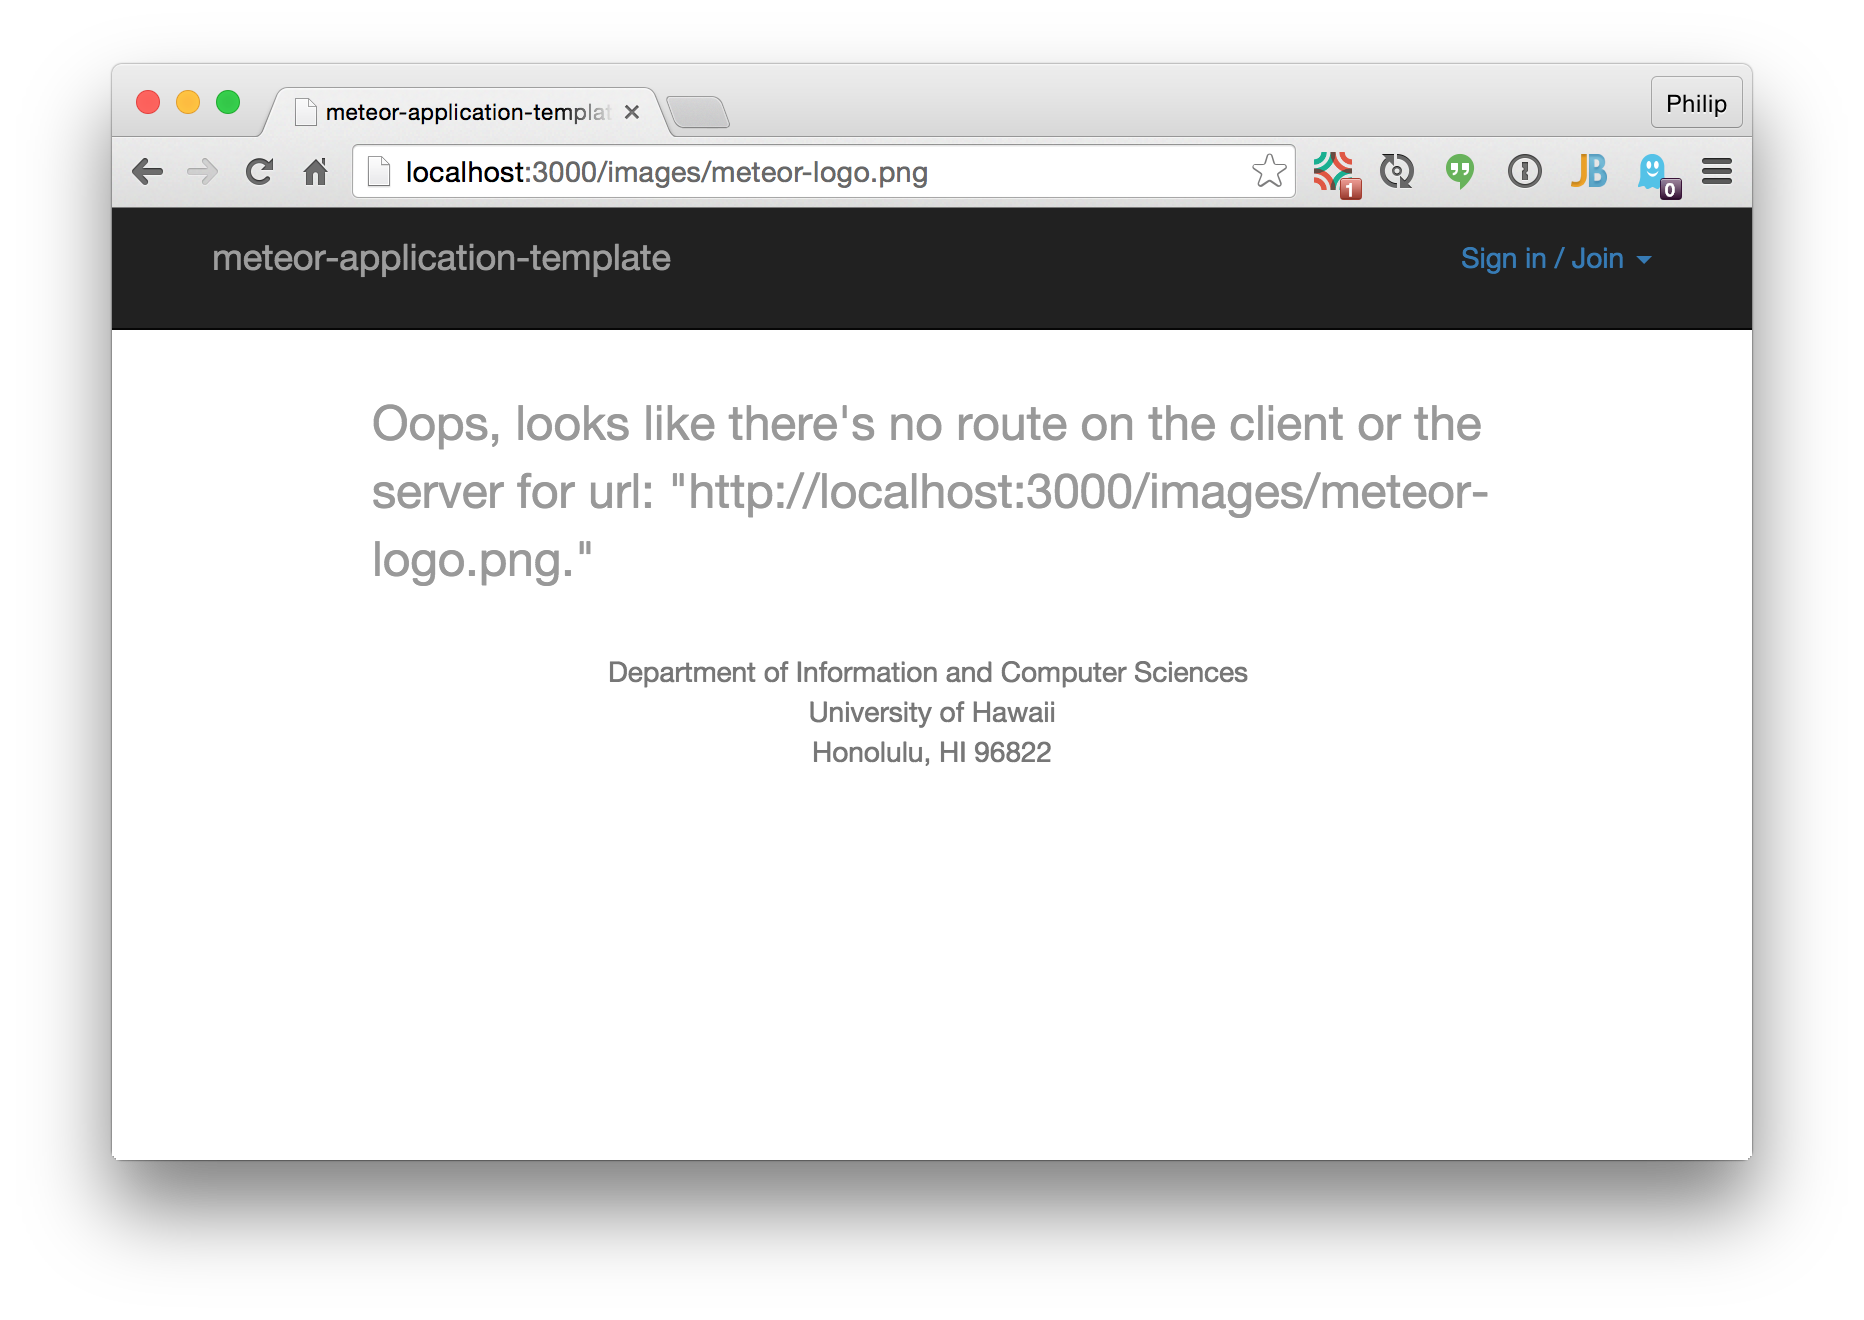 meteor-application-templat
Philip
localhost:3000/images/meteor-logo.png
1
JB
0
meteor-application-template
Sign in / Join
Oops, looks like there's no route on the client or the
server for url: "http://localhost:3000/images/meteor-
logo.png."
Department of Information and Computer Sciences
University of Hawaii
Honolulu, HI 96822